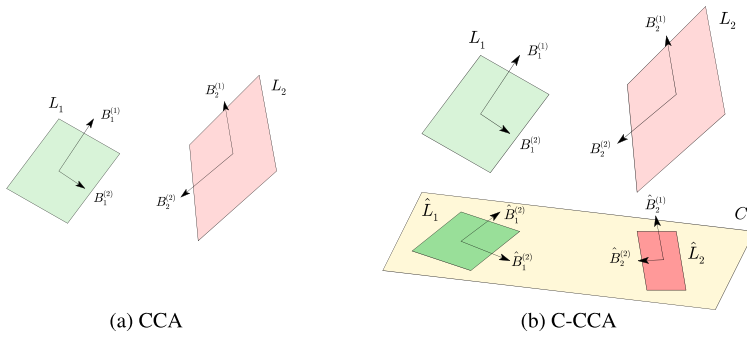 L_1
B_1^{(1)}
B_1^{(2)}
B_2^{(1)}
L_2
B_2^{(2)}
(a) CCA
L_1
B_1^{(1)}
B_1^{(2)}
B_2^{(1)}
L_2
B_2^{(2)}
\hat{L}_1
\hat{B}_1^{(2)}
\hat{B}_1^{(2)}
\hat{B}_2^{(1)}
C
\hat{B}_2^{(2)}
\hat{L}_2
(b) C-CCA